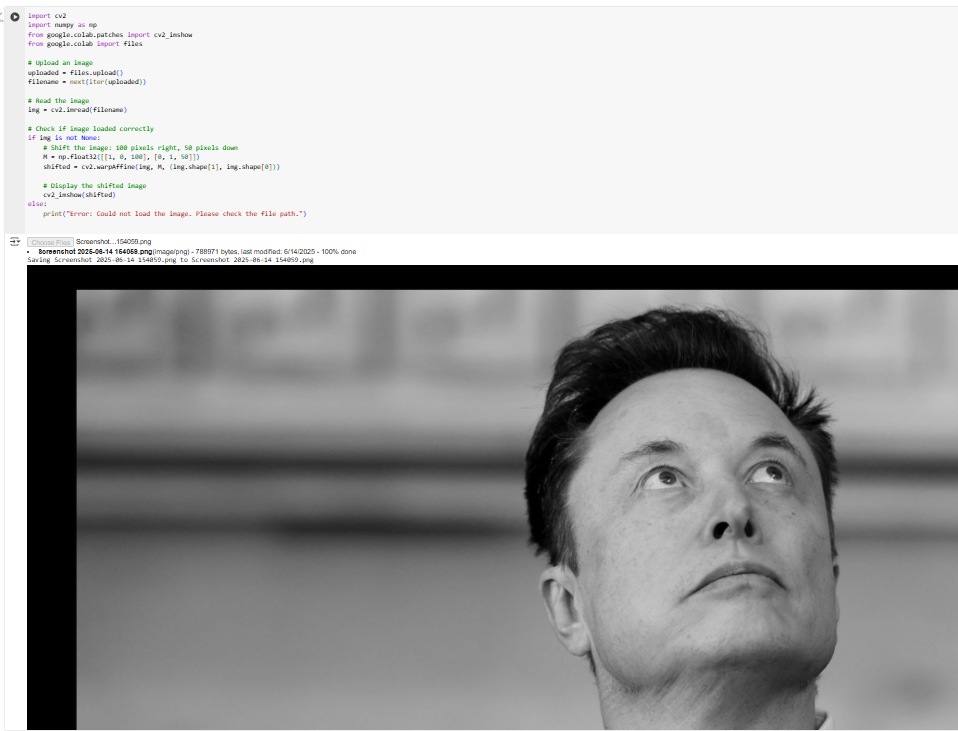 import cv2
import numpy as np
from google.colab.patches import cv2_imshow
from google.colab import files
# Upload an image
uploaded = files.upload()
filename = next(iter(uploaded))
# Read the image
img = cv2.imread(filename)
# Check if image loaded correctly
if img is not None:
    # Shift the image: 100 pixels right, 50 pixels down
    M = np.float32([[1, 0, 100], [0, 1, 50]])
    shifted = cv2.warpAffine(img, M, (img.shape[1], img.shape[0]))
    # Display the shifted image
    cv2_imshow(shifted)
else:
    print("Error: Could not load the image. Please check the file path.")
Choose Files Screenshot...154059.png
Screenshot 2025-06-14 154059.png(image/png) - 788971 bytes, last modified: 6/14/2025 - 100% done
Saving Screenshot 2025-06-14 154059.png to Screenshot 2025-06-14 154059.png